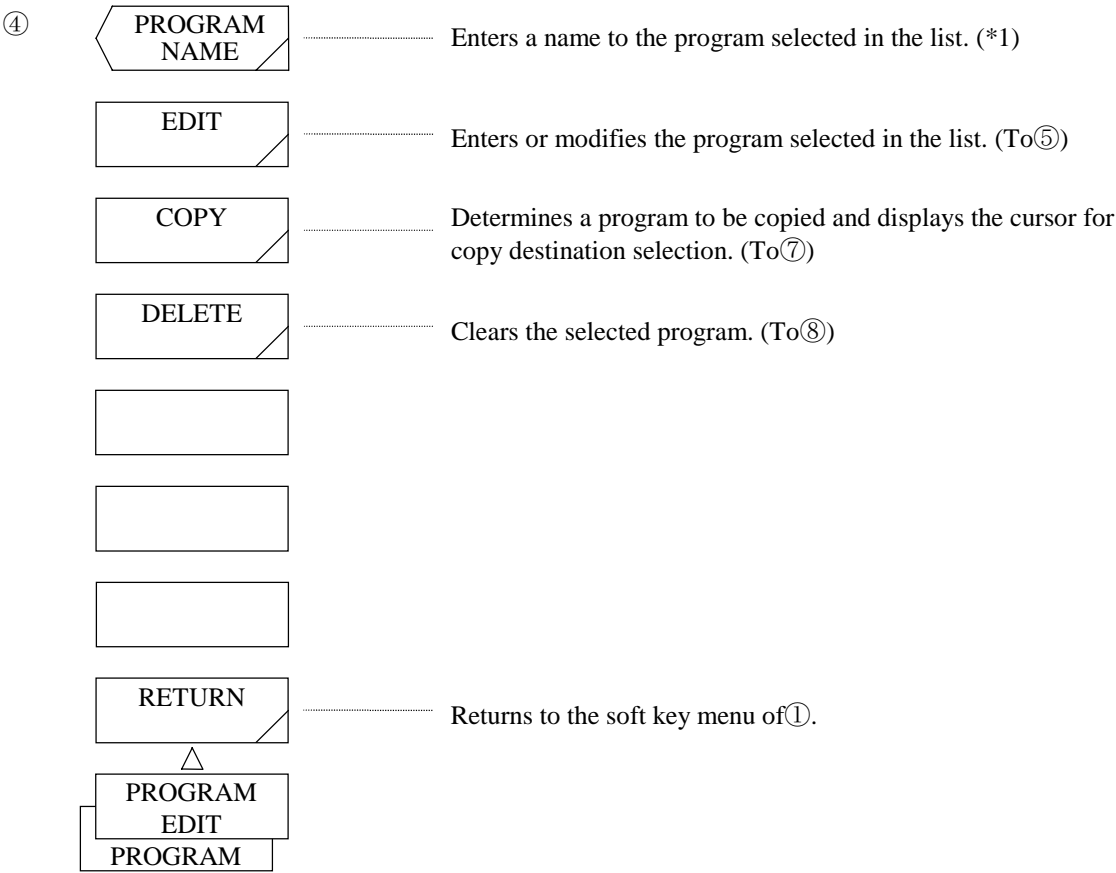 ④
PROGRAM
NAME
Enters a name to the program selected in the list. (*1)
EDIT
Enters or modifies the program selected in the list. (To⑤)
COPY
Determines a program to be copied and displays the cursor for
copy destination selection. (To⑦)
DELETE
Clears the selected program. (To⑧)
RETURN
Returns to the soft key menu of①.
PROGRAM
EDIT
PROGRAM